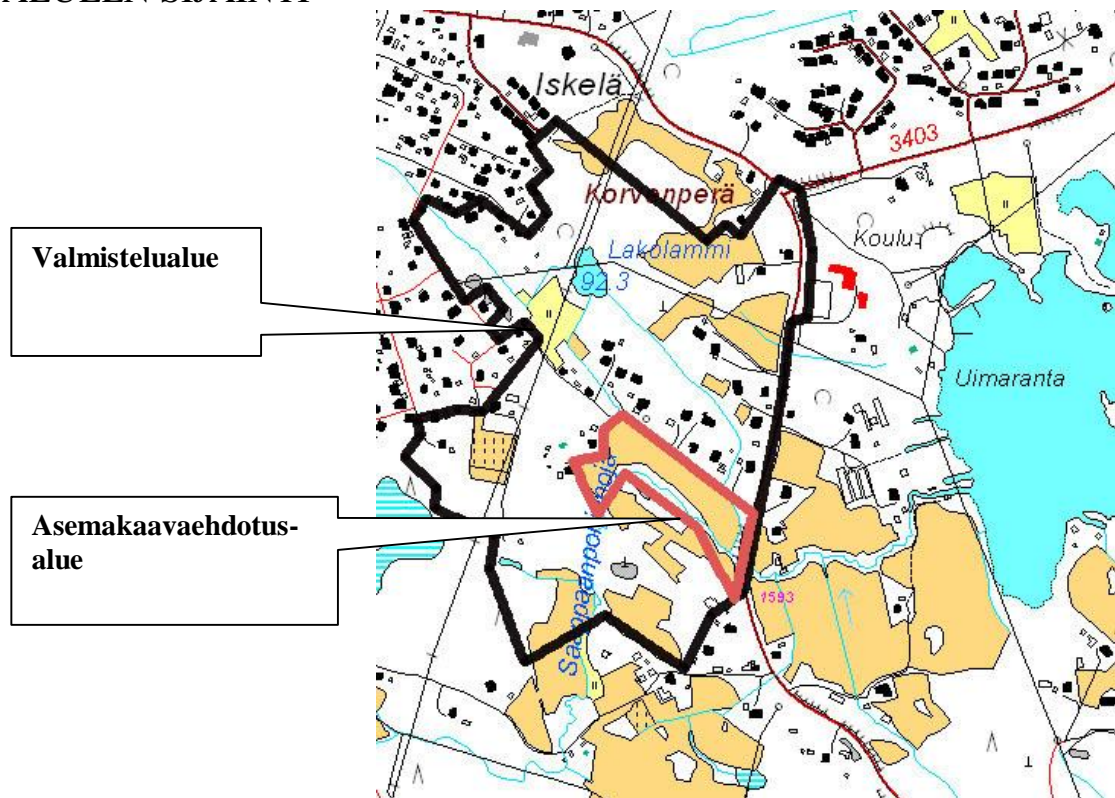 Iskelä
3403
Korvenperä
Koulu
Lakolammi
92.3
Valmistelualue
Uimaranta
Asemakaavaehdotus-
alue
1593